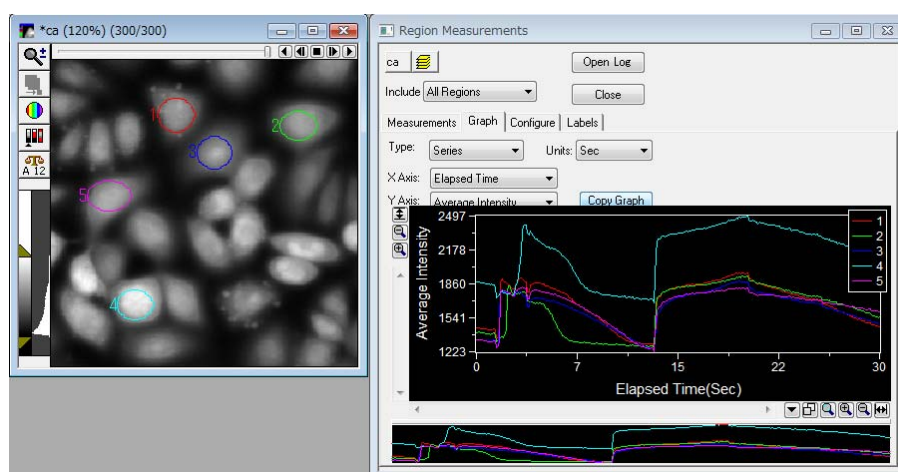 *ca (120%) (300/300)
A 12
1
2
3
4
5
Region Measurements
ca
Open Log
Include All Regions
Close
Measurements Graph Configure Labels
Type: Series Units: Sec
X Axis: Elapsed Time
Y Axis: Average Intensity Copy Graph
Average Intensity
2497
2178
1860
1541
1223
0 7 15 22 30
Elapsed Time(Sec)
1
2
3
4
5